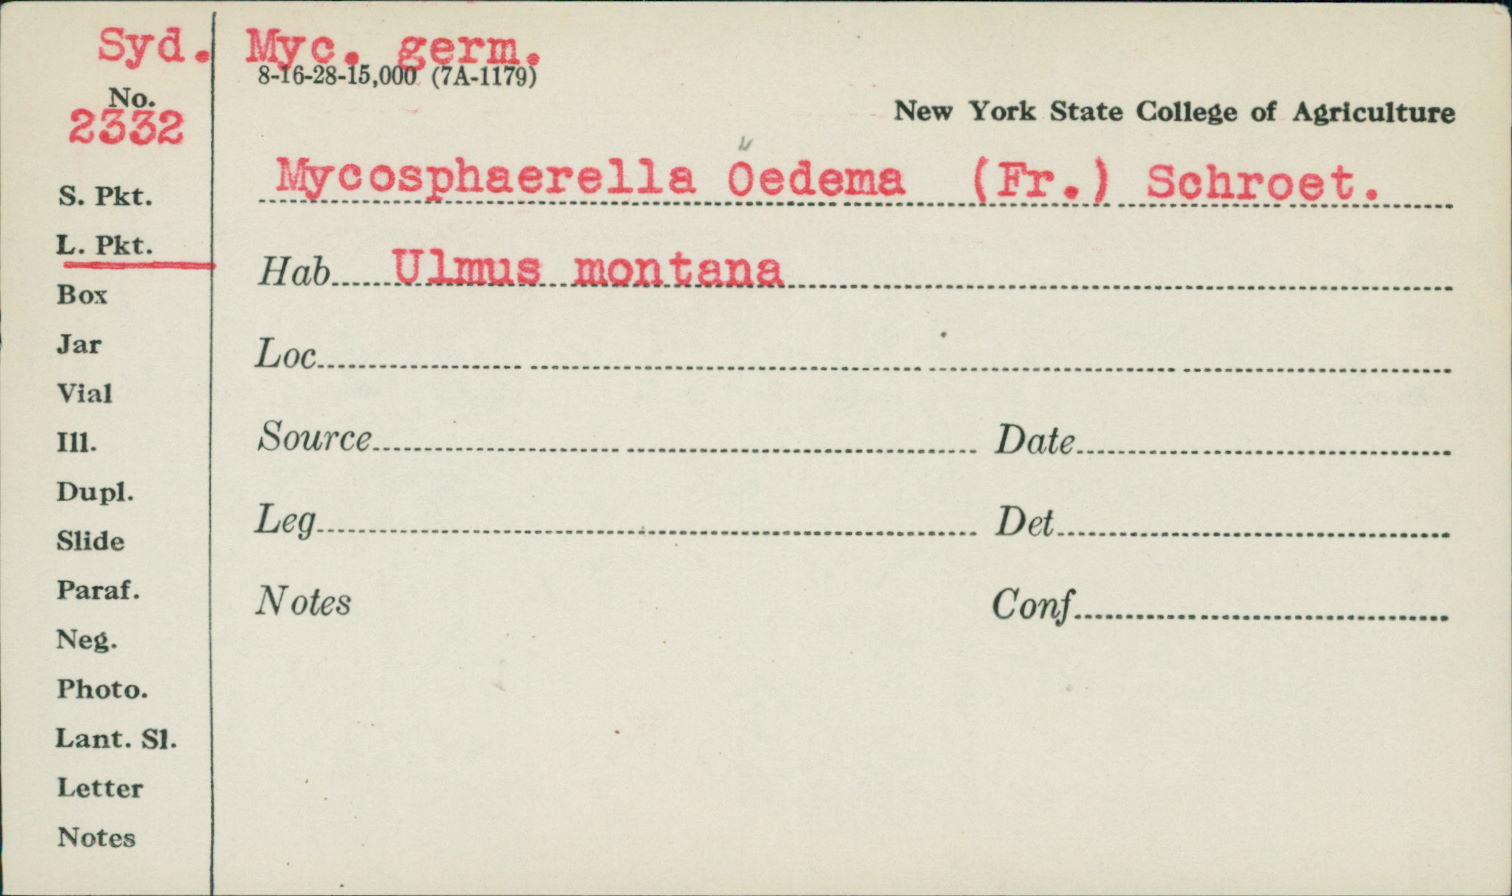 Syd. Myc. germ.
8-16-28-15,000 (7A-1179)
No.
2332
New York State College of Agriculture
Mycosphaerella Oedema (Fr.) Schroet.
S. Pkt.
L. Pkt.
Hab Ulmus montana
Box
Jar
Loc
Vial
Ill.
Source Date
Dupl.
Slide
Leg Det
Paraf.
Notes Conf
Neg.
Photo.
Lant. Sl.
Letter
Notes